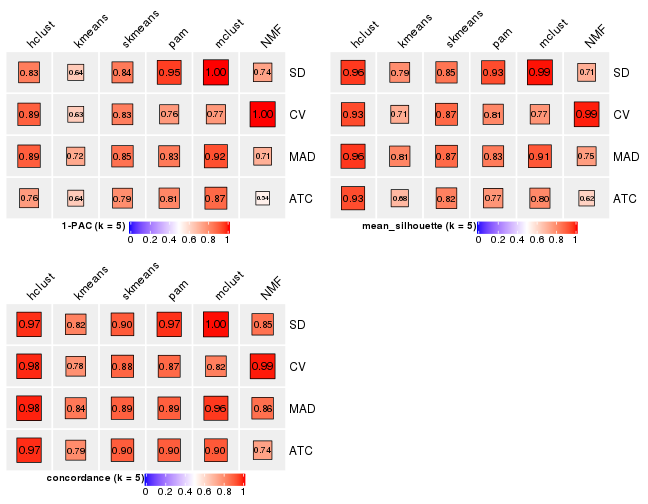 hclust kmeans skmeans pam mclust NMF
0.83 0.64 0.84 0.95 1.00 0.74 SD
0.89 0.63 0.83 0.76 0.77 1.00 CV
0.89 0.72 0.85 0.83 0.92 0.71 MAD
0.76 0.64 0.79 0.81 0.87 0.54 ATC
1-PAC (k = 5)
0 0.2 0.4 0.6 0.8 1
hclust kmeans skmeans pam mclust NMF
0.96 0.79 0.85 0.93 0.99 0.71 SD
0.93 0.71 0.87 0.81 0.77 0.99 CV
0.96 0.81 0.87 0.83 0.91 0.75 MAD
0.93 0.68 0.82 0.77 0.80 0.62 ATC
mean_silhouette (k = 5)
0 0.2 0.4 0.6 0.8 1
hclust kmeans skmeans pam mclust NMF
0.97 0.82 0.90 0.97 1.00 0.85 SD
0.98 0.78 0.88 0.87 0.82 0.99 CV
0.98 0.84 0.89 0.89 0.96 0.86 MAD
0.97 0.79 0.90 0.90 0.90 0.74 ATC
concordance (k = 5)
0 0.2 0.4 0.6 0.8 1